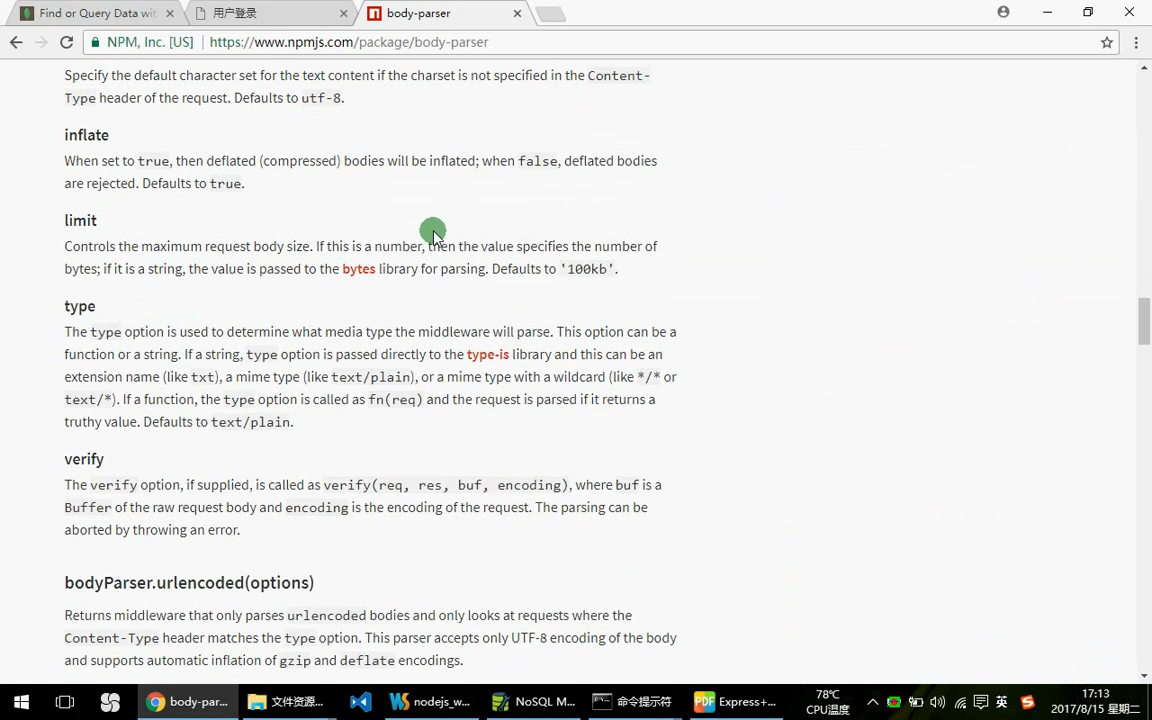 Find or Query Data wit
用户登录
body-parser
NPM, Inc. [US]
https://www.npmjs.com/package/body-parser
Specify the default character set for the text content if the charset is not specified in the Content-
Type header of the request. Defaults to utf-8.
inflate
When set to true, then deflated (compressed) bodies will be inflated; when false, deflated bodies
are rejected. Defaults to true.
limit
Controls the maximum request body size. If this is a number, then the value specifies the number of
bytes; if it is a string, the value is passed to the bytes library for parsing. Defaults to '100kb'.
type
The type option is used to determine what media type the middleware will parse. This option can be a
function or a string. If a string, type option is passed directly to the type-is library and this can be an
extension name (like txt), a mime type (like text/plain), or a mime type with a wildcard (like */* or
text/*). If a function, the type option is called as fn(req) and the request is parsed if it returns a
truthy value. Defaults to text/plain.
verify
The verify option, if supplied, is called as verify(req, res, buf, encoding), where buf is a
Buffer of the raw request body and encoding is the encoding of the request. The parsing can be
aborted by throwing an error.
bodyParser.urlencoded(options)
Returns middleware that only parses urlencoded bodies and only looks at requests where the
Content-Type header matches the type option. This parser accepts only UTF-8 encoding of the body
and supports automatic inflation of gzip and deflate encodings.
body-par...
文件资源...
nodejs_w...
NoSQL M...
命令提示符
PDF
Express+...
78℃
CPU温度
英
17:13
2017/8/15 星期二